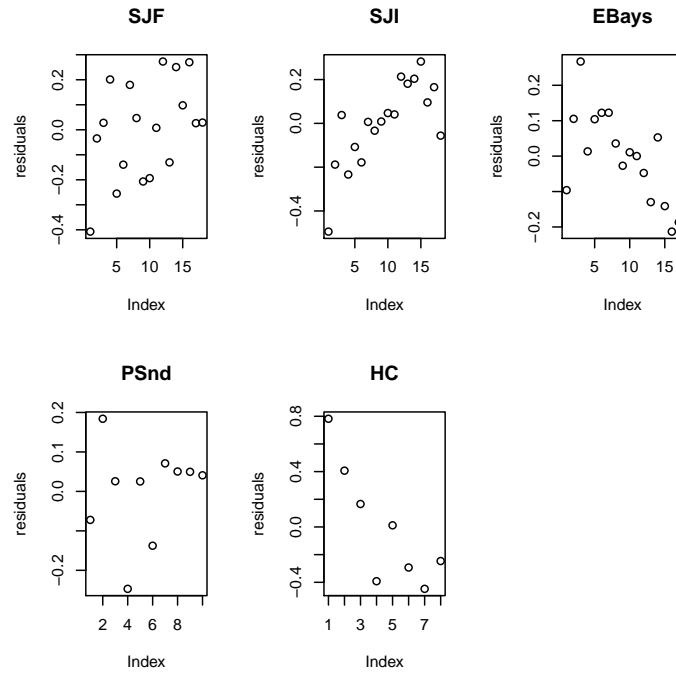 SJF
SJI
EBays
residuals
−0.4 −0.2 0.0 0.2
5 10 15
Index
residuals
−0.4 0.0 0.2
5 10 15
Index
residuals
−0.2 0.0 0.1 0.2
5 10 15
Index
PSnd
HC
residuals
−0.2 0.0 0.1 0.2
2 4 6 8
Index
residuals
−0.4 0.0 0.4 0.8
1 3 5 7
Index